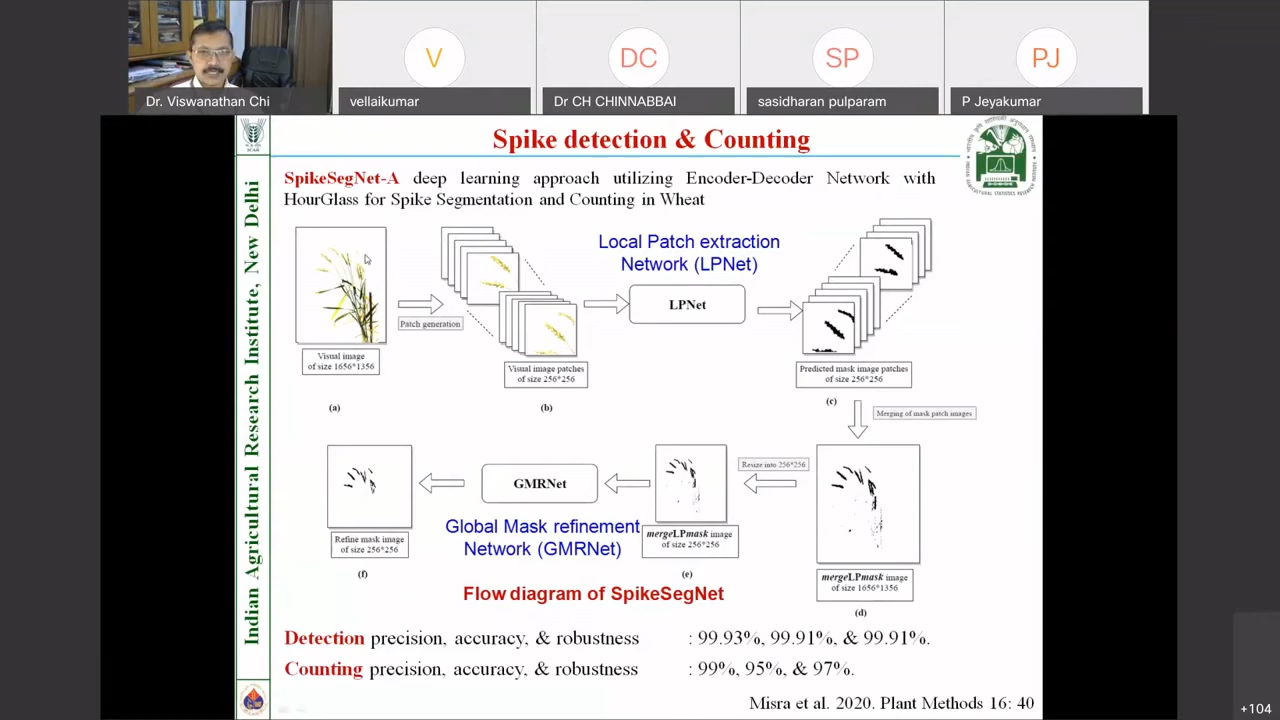 V
DC
SP
PJ
Dr. Viswanathan Chi
vellaikumar
Dr CH CHINNABBAI
sasidharan pulparam
P Jeyakumar
Spike detection & Counting
SpikeSegNet-A deep learning approach utilizing Encoder-Decoder Network with
HourGlass for Spike Segmentation and Counting in Wheat
Indian Agricultural Research Institute, New Delhi
Local Patch extraction
Network (LPNet)
LPNet
Patch generation
Visual image
of size 1656*1356
Visual image patches
of size 256*256
Predicted mask image patches
of size 256*256
(a)
(b)
(c)
Merging of mask patch images
Resize into 256*256
GMRNet
Global Mask refinement
Network (GMRNet)
Refine mask image
of size 256*256
mergeLPmask image
of size 256*256
mergeLPmask image
of size 1656*1356
(f)
(e)
(d)
Flow diagram of SpikeSegNet
Detection precision, accuracy, & robustness : 99.93%, 99.91%, & 99.91%.
Counting precision, accuracy, & robustness : 99%, 95%, & 97%.
Misra et al. 2020. Plant Methods 16: 40
+104